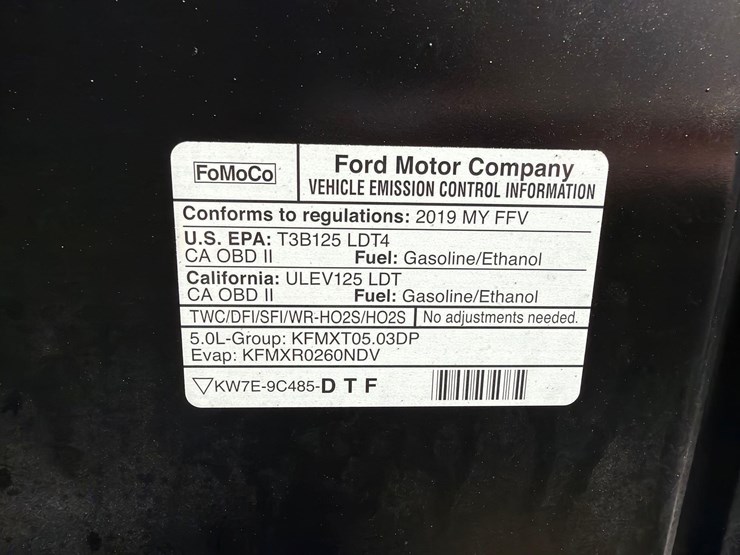 FoMoCo
Ford Motor Company
VEHICLE EMISSION CONTROL INFORMATION
Conforms to regulations: 2019 MY FFV
U.S. EPA: T3B125 LDT4
CA OBD II Fuel: Gasoline/Ethanol
California: ULEV125 LDT
CA OBD II Fuel: Gasoline/Ethanol
TWC/DFI/SFI/WR-HO2S/HO2S No adjustments needed.
5.0L-Group: KFMXT05.03DP
Evap: KFMXR0260NDV
KW7E-9C485-D T F